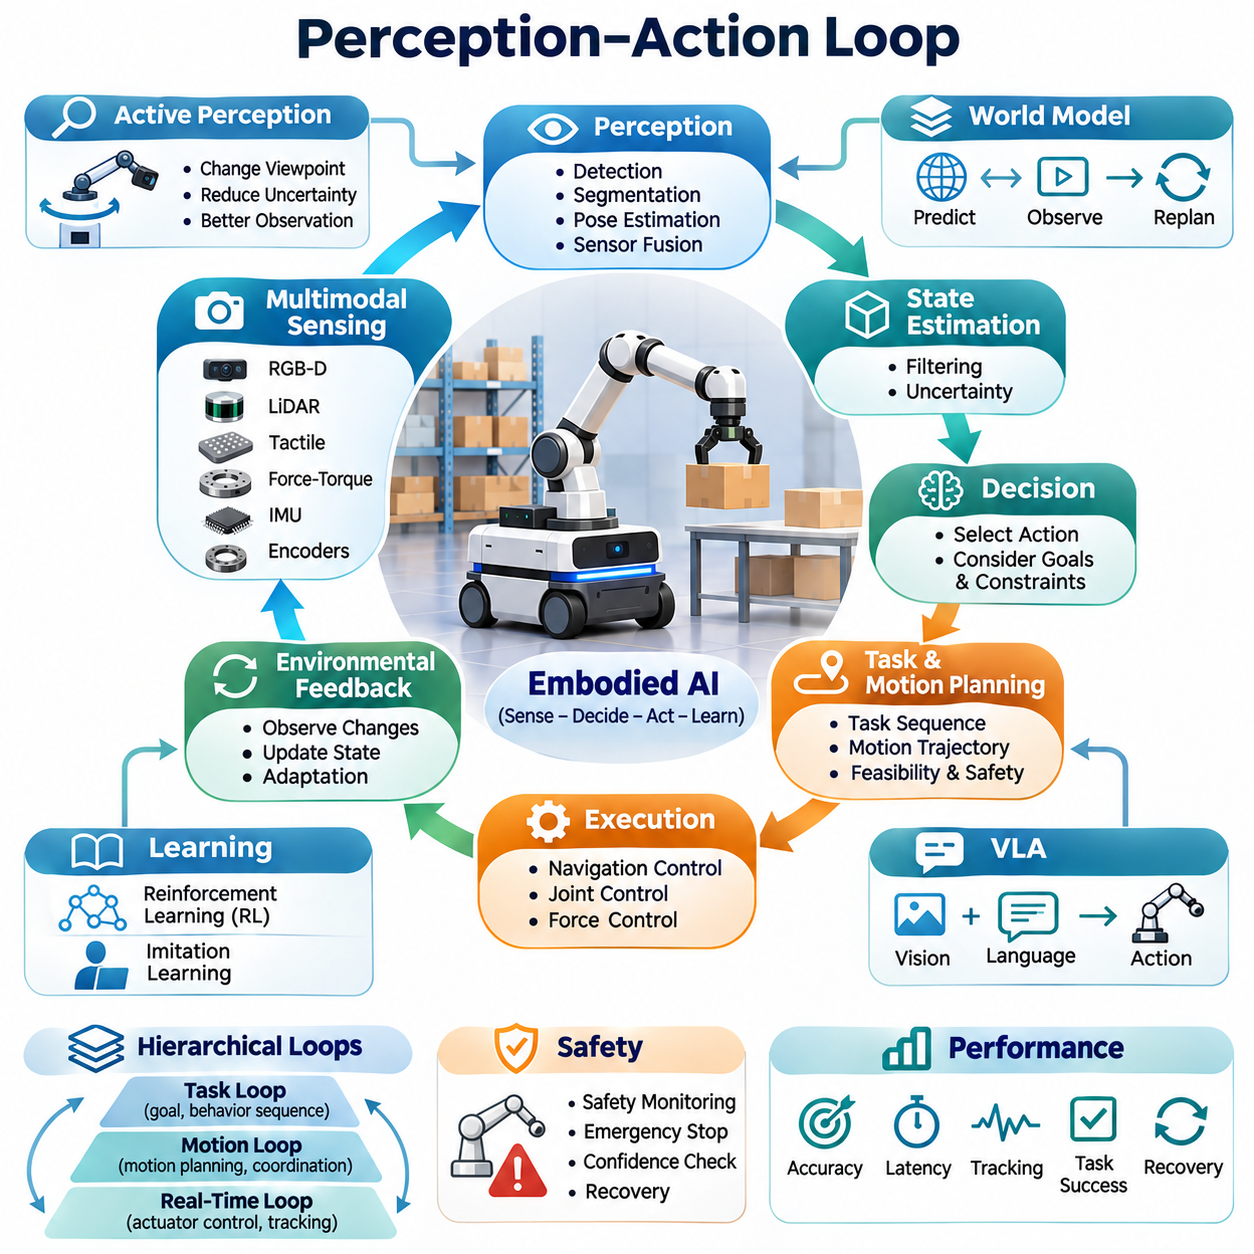 Perception–Action Loop
Active Perception
• Change Viewpoint
• Reduce Uncertainty
• Better Observation
Perception
• Detection
• Segmentation
• Pose Estimation
• Sensor Fusion
World Model
Predict
Observe
Replan
Multimodal
Sensing
RGB-D
LiDAR
Tactile
Force-Torque
IMU
Encoders
State
Estimation
• Filtering
• Uncertainty
Decision
• Select Action
• Consider Goals
& Constraints
Environmental
Feedback
• Observe Changes
• Update State
• Adaptation
Embodied AI
(Sense – Decide – Act – Learn)
Task &
Motion Planning
• Task Sequence
• Motion Trajectory
• Feasibility & Safety
Execution
• Navigation Control
• Joint Control
• Force Control
Learning
Reinforcement
Learning (RL)
Imitation
Learning
VLA
Vision
+
Language
Action
Hierarchical Loops
Task Loop
(goal, behavior sequence)
Motion Loop
(motion planning, coordination)
Real-Time Loop
(actuator control, tracking)
Safety
• Safety Monitoring
• Emergency Stop
• Confidence Check
• Recovery
Performance
Accuracy
Latency
Tracking
Task
Success
Recovery